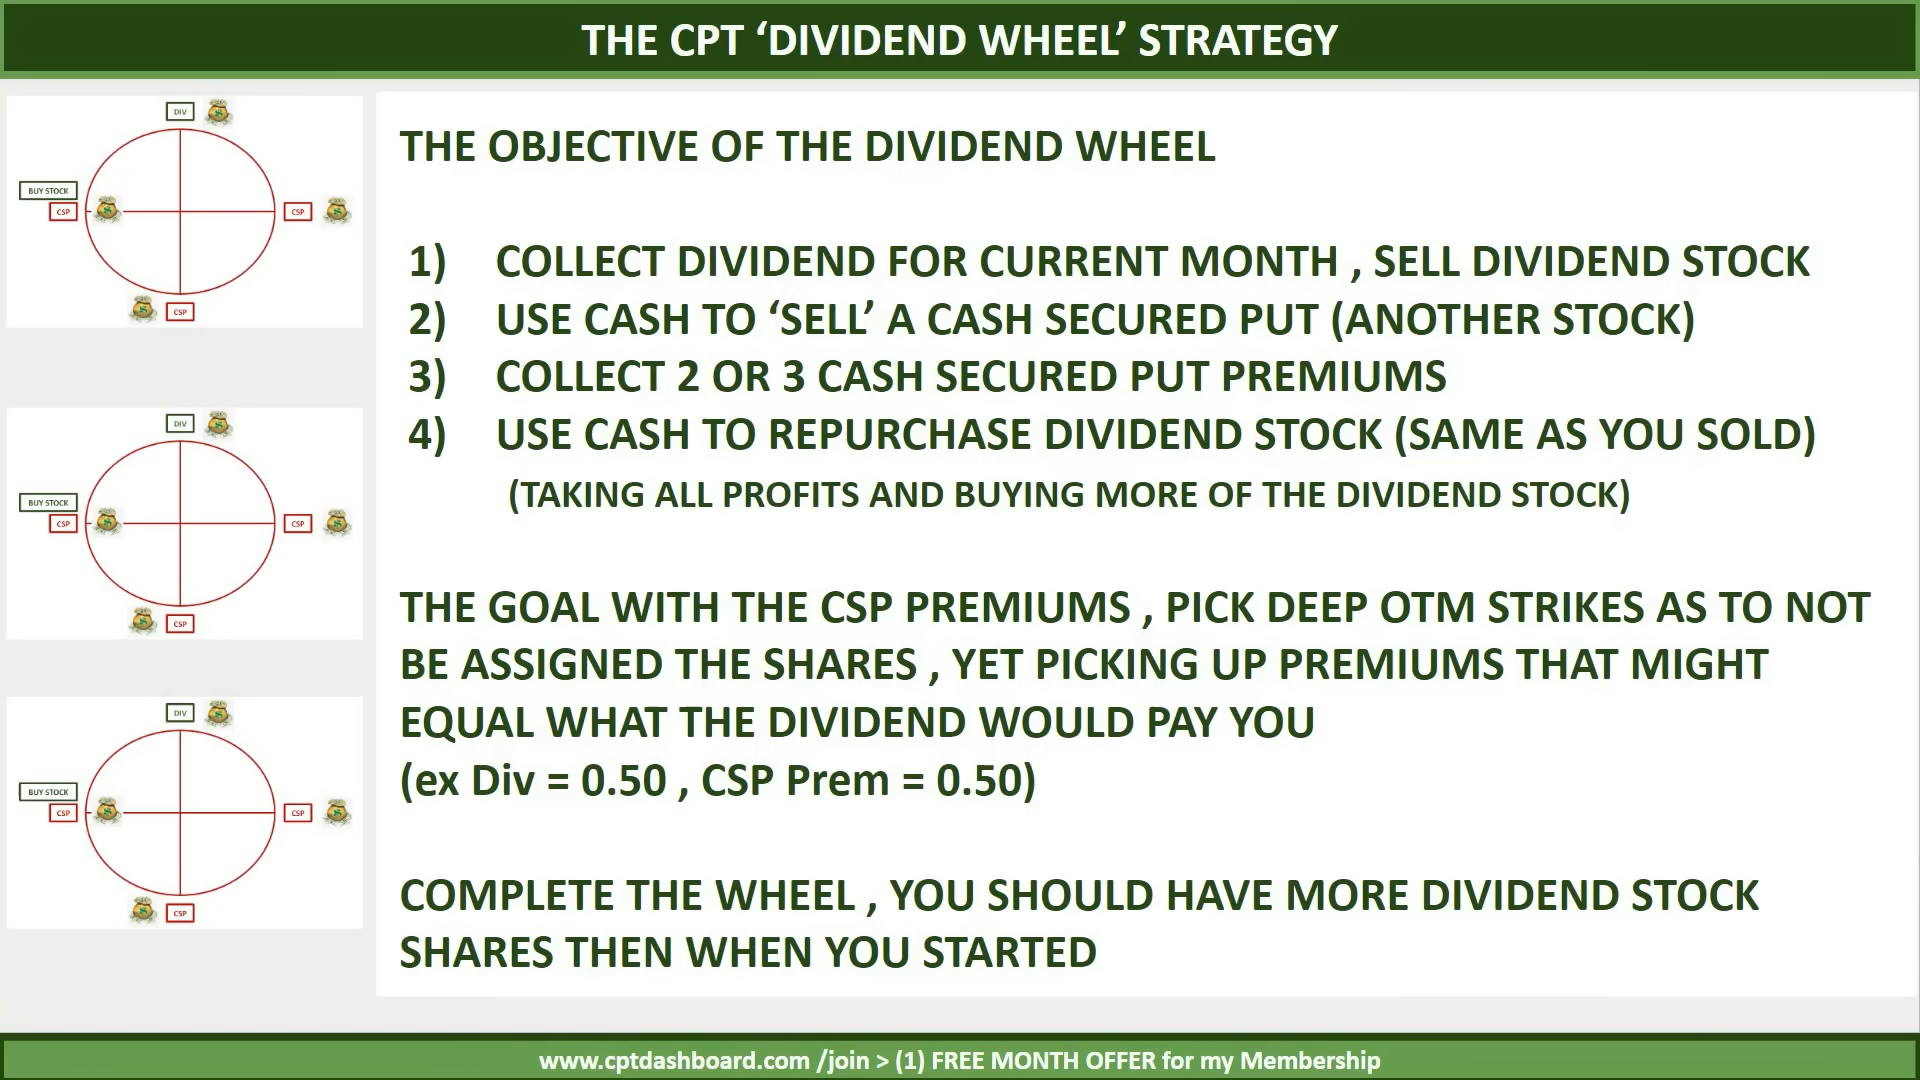 THE CPT ‘DIVIDEND WHEEL’ STRATEGY
DIV
BUY STOCK
CSP
CSP
CSP
DIV
BUY STOCK
CSP
CSP
CSP
DIV
BUY STOCK
CSP
CSP
CSP
THE OBJECTIVE OF THE DIVIDEND WHEEL
1) COLLECT DIVIDEND FOR CURRENT MONTH , SELL DIVIDEND STOCK
2) USE CASH TO ‘SELL’ A CASH SECURED PUT (ANOTHER STOCK)
3) COLLECT 2 OR 3 CASH SECURED PUT PREMIUMS
4) USE CASH TO REPURCHASE DIVIDEND STOCK (SAME AS YOU SOLD)
(TAKING ALL PROFITS AND BUYING MORE OF THE DIVIDEND STOCK)
THE GOAL WITH THE CSP PREMIUMS , PICK DEEP OTM STRIKES AS TO NOT
BE ASSIGNED THE SHARES , YET PICKING UP PREMIUMS THAT MIGHT
EQUAL WHAT THE DIVIDEND WOULD PAY YOU
(ex Div = 0.50 , CSP Prem = 0.50)
COMPLETE THE WHEEL , YOU SHOULD HAVE MORE DIVIDEND STOCK
SHARES THEN WHEN YOU STARTED
www.cptdashboard.com /join > (1) FREE MONTH OFFER for my Membership